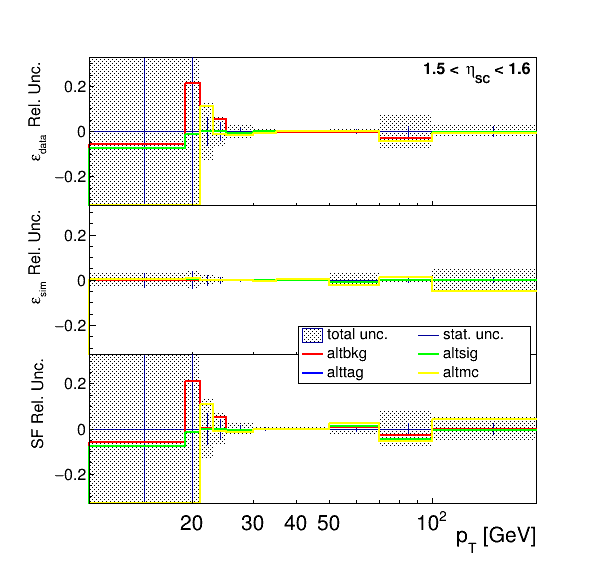 1.5 < η_SC < 1.6
ε_data Rel. Unc.
0.2
0
−0.2
ε_sim Rel. Unc.
0.2
0
−0.2
total unc. stat. unc.
altbkg altsig
alttag altmc
SF Rel. Unc.
0.2
0
−0.2
20 30 40 50 10²
p_T [GeV]